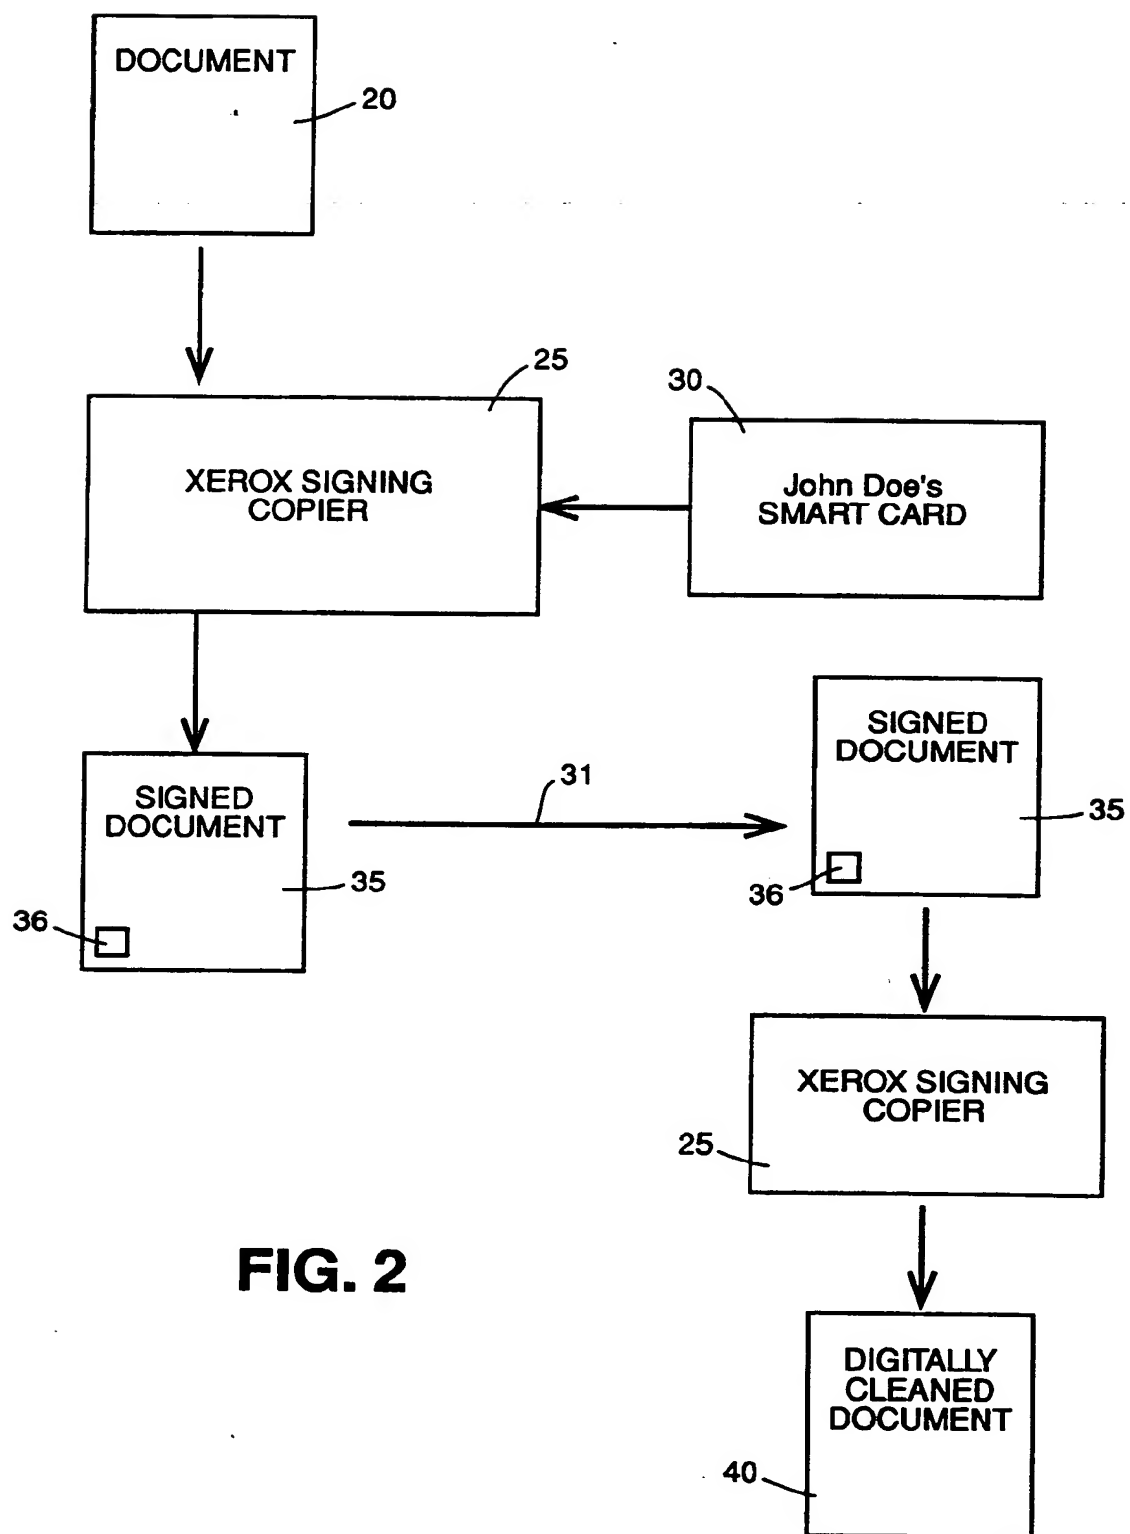 DOCUMENT
20
25
30
XEROX SIGNING
COPIER
John Doe's
SMART CARD
SIGNED
DOCUMENT
31
SIGNED
DOCUMENT
35
36
35
36
XEROX SIGNING
COPIER
25
FIG. 2
DIGITALLY
CLEANED
DOCUMENT
40